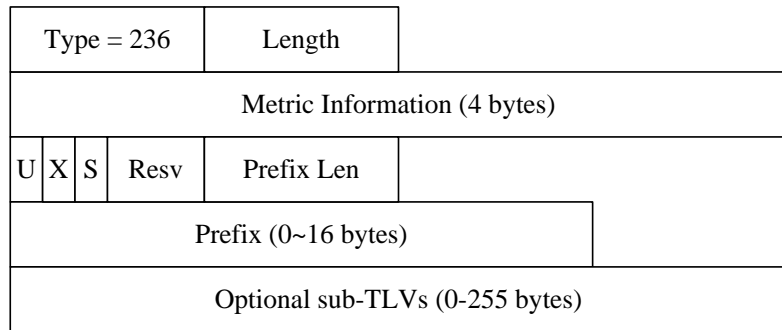 Type = 236 Length
Metric Information (4 bytes)
U X S Resv Prefix Len
Prefix (0~16 bytes)
Optional sub-TLVs (0-255 bytes)